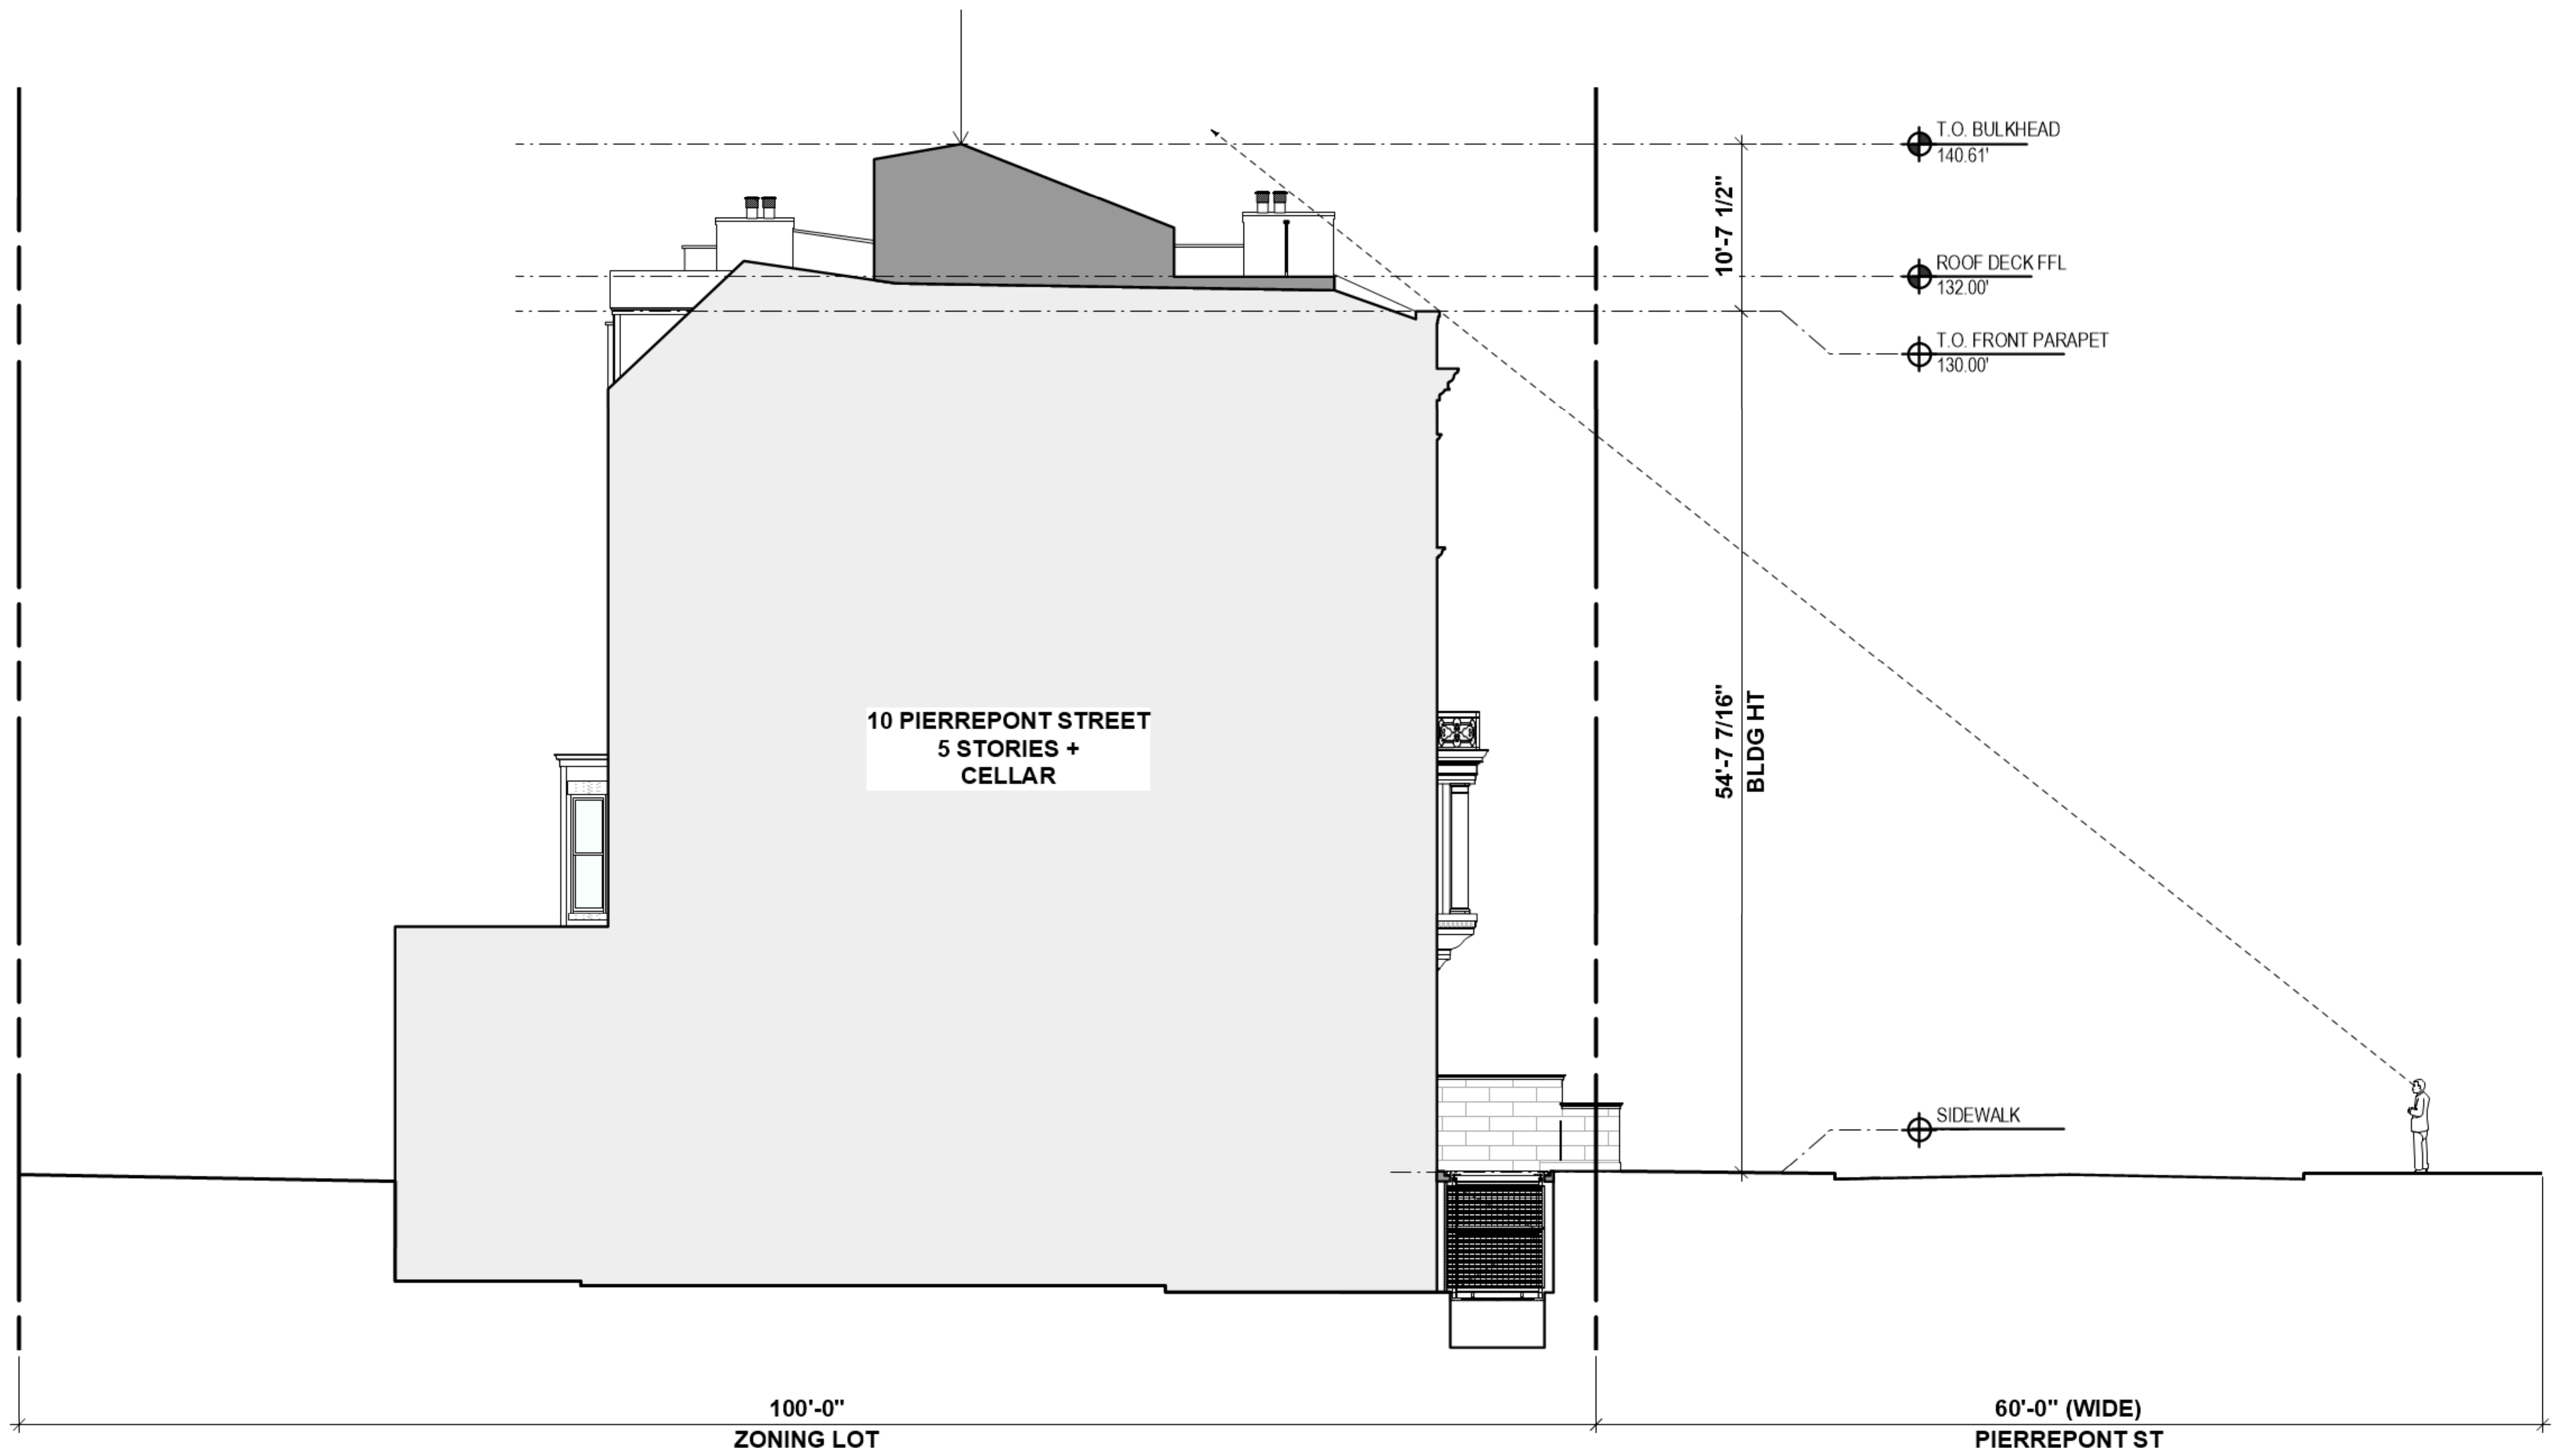 T.O. BULKHEAD
140.61'
10'-7 1/2"
ROOF DECK FFL
132.00'
T.O. FRONT PARAPET
130.00'
10 PIERREPONT STREET
5 STORIES +
CELLAR
54'-7 7/16"
BLDG HT
SIDEWALK
100'-0"
ZONING LOT
60'-0" (WIDE)
PIERREPONT ST